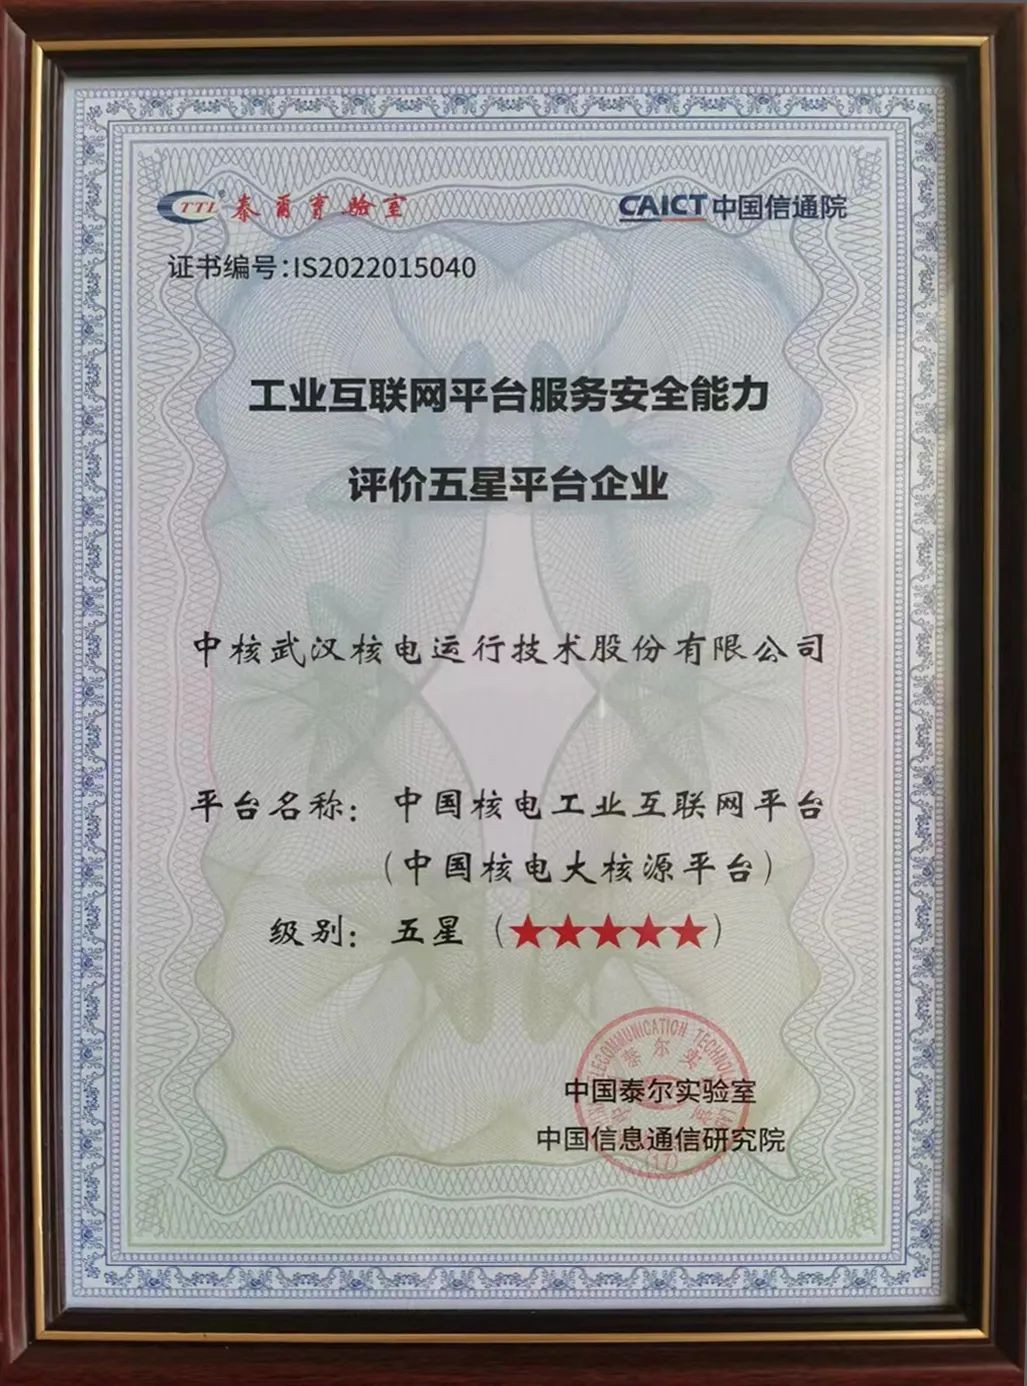 TTL® 泰爾實驗室
CAICT 中国信通院
证书编号:IS2022015040
工业互联网平台服务安全能力
评价五星平台企业
中核武汉核电运行技术股份有限公司
平台名称: 中国核电工业互联网平台
(中国核电大核源平台)
级别: 五星 (★★★★★)
中国泰尔实验室
中国信息通信研究院